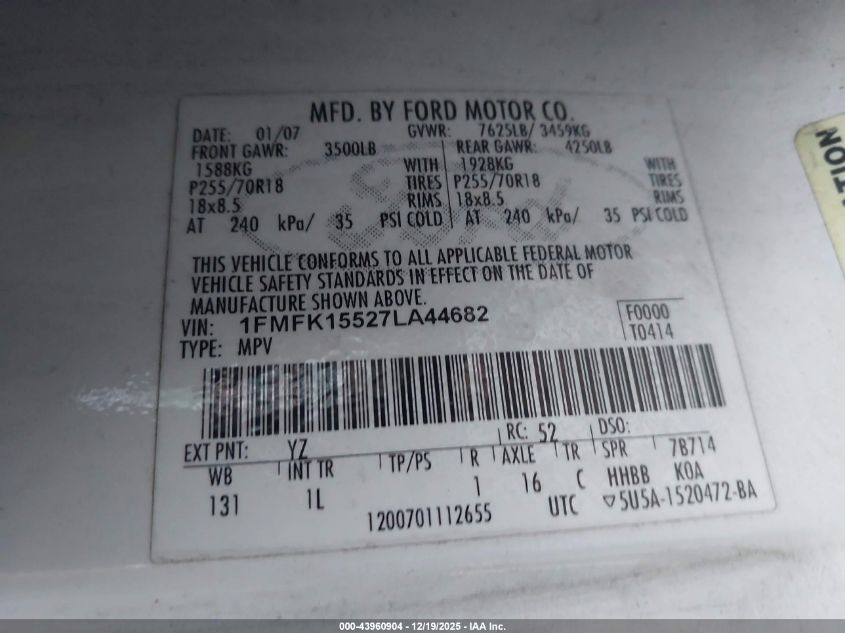 MFD. BY FORD MOTOR CO.
DATE: 01/07 GVWR: 7625LB/ 3459KG
FRONT GAWR: 3500LB REAR GAWR: 4250LB
1588KG WITH 1928KG WITH
P255/70R18 TIRES P255/70R18 TIRES
18x8.5 RIMS 18x8.5 RIMS
AT 240 kPa/ 35 PSI COLD AT 240 kPa/ 35 PSI COLD
THIS VEHICLE CONFORMS TO ALL APPLICABLE FEDERAL MOTOR
VEHICLE SAFETY STANDARDS IN EFFECT ON THE DATE OF
MANUFACTURE SHOWN ABOVE.
VIN: 1FMFK15527LA44682 F0000
TYPE: MPV T0414
EXT PNT: YZ RC: 52 DSO:
WB INT TR TP/PS R AXLE TR SPR 7B714
131 1L 1 16 C HHBB KOA
1200701112655 UTC ▽5U5A-1520472-BA
000-43960904 - 12/19/2025 - IAA Inc.